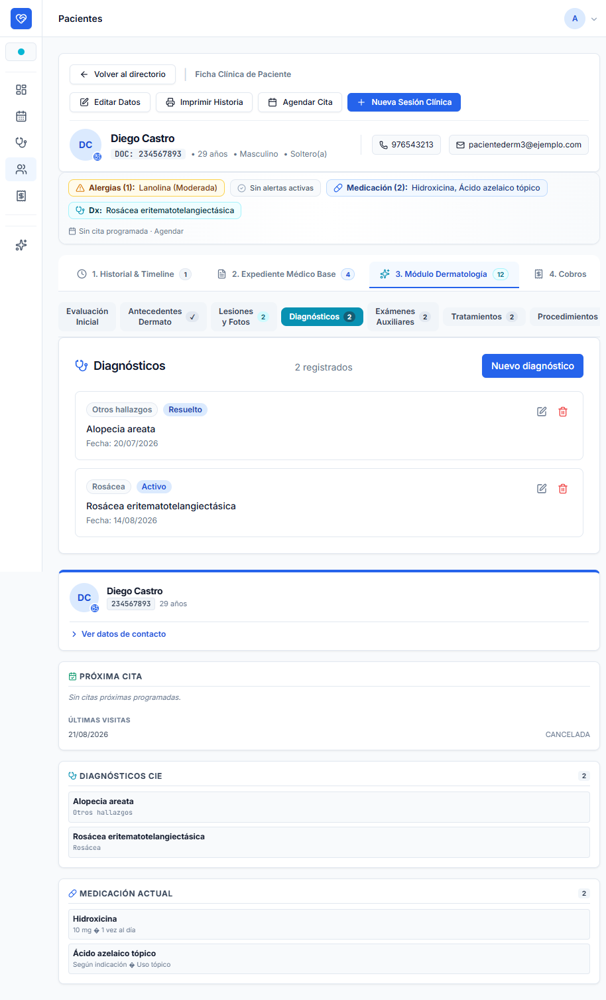 Pacientes
A
Volver al directorio
Ficha Clínica de Paciente
Editar Datos
Imprimir Historia
Agendar Cita
Nueva Sesión Clínica
DC
Diego Castro
DOC: 234567893 • 29 años • Masculino • Soltero(a)
976543213
pacientederm3@ejemplo.com
Alergias (1): Lanolina (Moderada)
Sin alertas activas
Medicación (2): Hidroxicina, Ácido azelaico tópico
Dx: Rosácea eritematotelangiectásica
Sin cita programada · Agendar
1. Historial & Timeline 1
2. Expediente Médico Base 4
3. Módulo Dermatología 12
4. Cobros
Evaluación
Inicial
Antecedentes
Dermato ✓
Lesiones
y Fotos 2
Diagnósticos 2
Exámenes
Auxiliares 2
Tratamientos 2
Procedimientos
Diagnósticos
2 registrados
Nuevo diagnóstico
Otros hallazgos Resuelto
Alopecia areata
Fecha: 20/07/2026
Rosácea Activo
Rosácea eritematotelangiectásica
Fecha: 14/08/2026
DC
Diego Castro
234567893 29 años
Ver datos de contacto
PRÓXIMA CITA
Sin citas próximas programadas.
ÚLTIMAS VISITAS
21/08/2026 CANCELADA
DIAGNÓSTICOS CIE 2
Alopecia areata
Otros hallazgos
Rosácea eritematotelangiectásica
Rosácea
MEDICACIÓN ACTUAL 2
Hidroxicina
10 mg � 1 vez al día
Ácido azelaico tópico
Según indicación � Uso tópico